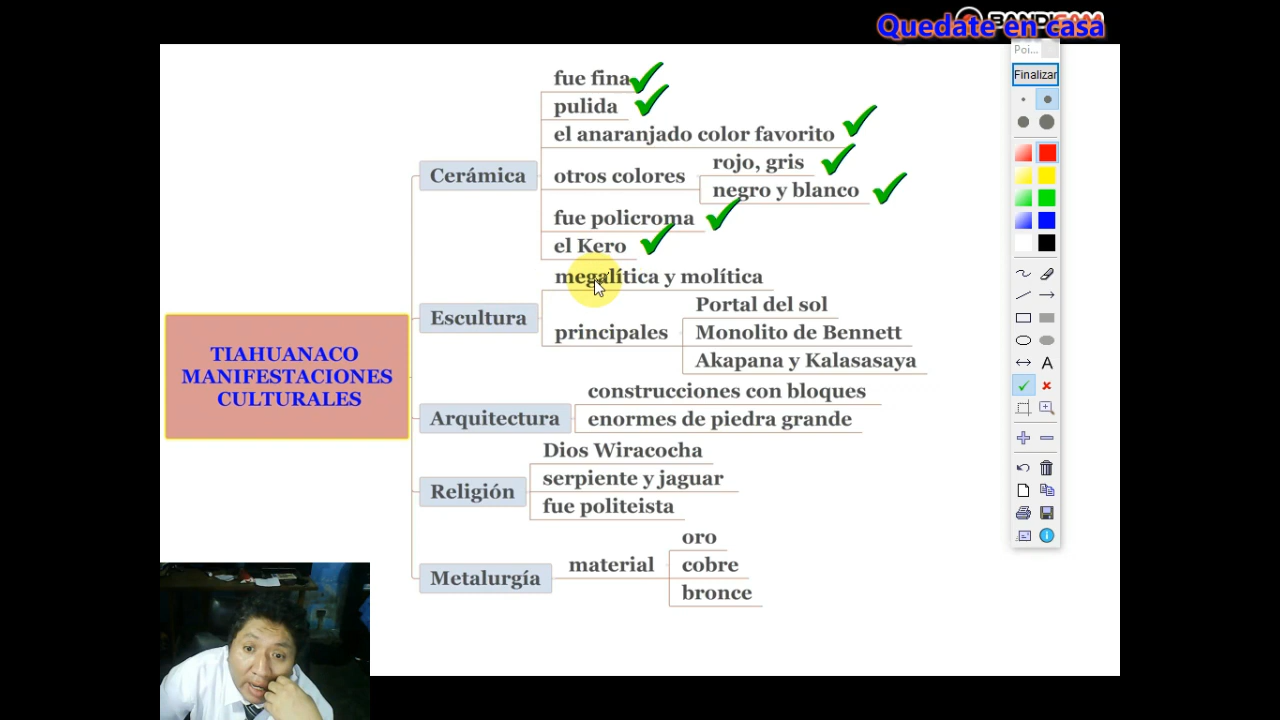 BANDICAM
Quedate en casa
Poi...
Finalizar
fue fina
pulida
el anaranjado color favorito
Cerámica
otros colores
rojo, gris
negro y blanco
fue policroma
el Kero
megalítica y molítica
Escultura
principales
Portal del sol
Monolito de Bennett
Akapana y Kalasasaya
TIAHUANACO
MANIFESTACIONES
CULTURALES
Arquitectura
construcciones con bloques
enormes de piedra grande
Religión
Dios Wiracocha
serpiente y jaguar
fue politeista
Metalurgía
material
oro
cobre
bronce
A